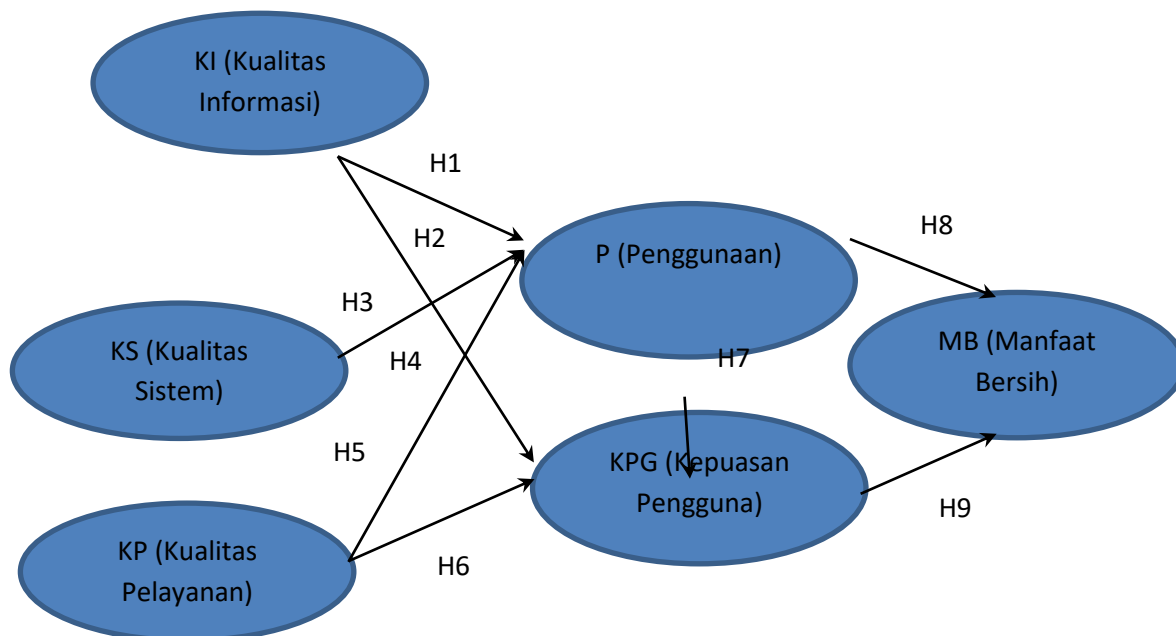 KI (Kualitas
Informasi)
H1
H2
P (Penggunaan)
H8
H3
KS (Kualitas
Sistem)
H4
H7
MB (Manfaat
Bersih)
H5
KPG (Kepuasan
Pengguna)
H9
KP (Kualitas
Pelayanan)
H6